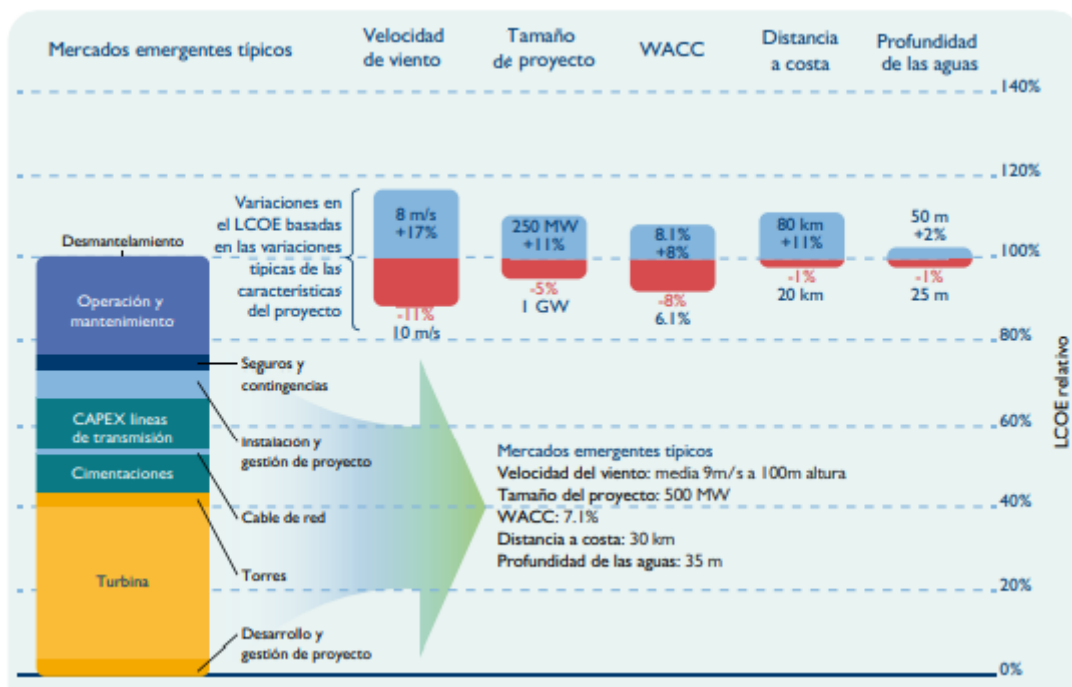 Mercados emergentes típicos
Velocidad
de viento
Tamaño
de proyecto
WACC
Distancia
a costa
Profundidad
de las aguas
140%
120%
100%
80%
60%
40%
20%
0%
LCOE relativo
Variaciones en
el LCOE basadas
en las variaciones
típicas de las
características
del proyecto
8 m/s
+17%
-11%
10 m/s
250 MW
+11%
-5%
1 GW
8.1%
+8%
-8%
6.1%
80 km
+11%
-1%
20 km
50 m
+2%
-1%
25 m
Desmantelamiento
Operación y
mantenimiento
Seguros y
contingencias
CAPEX líneas
de transmisión
Instalación y
gestión de proyecto
Cimentaciones
Cable de red
Torres
Turbina
Desarrollo y
gestión de proyecto
Mercados emergentes típicos
Velocidad del viento: media 9m/s a 100m altura
Tamaño del proyecto: 500 MW
WACC: 7.1%
Distancia a costa: 30 km
Profundidad de las aguas: 35 m